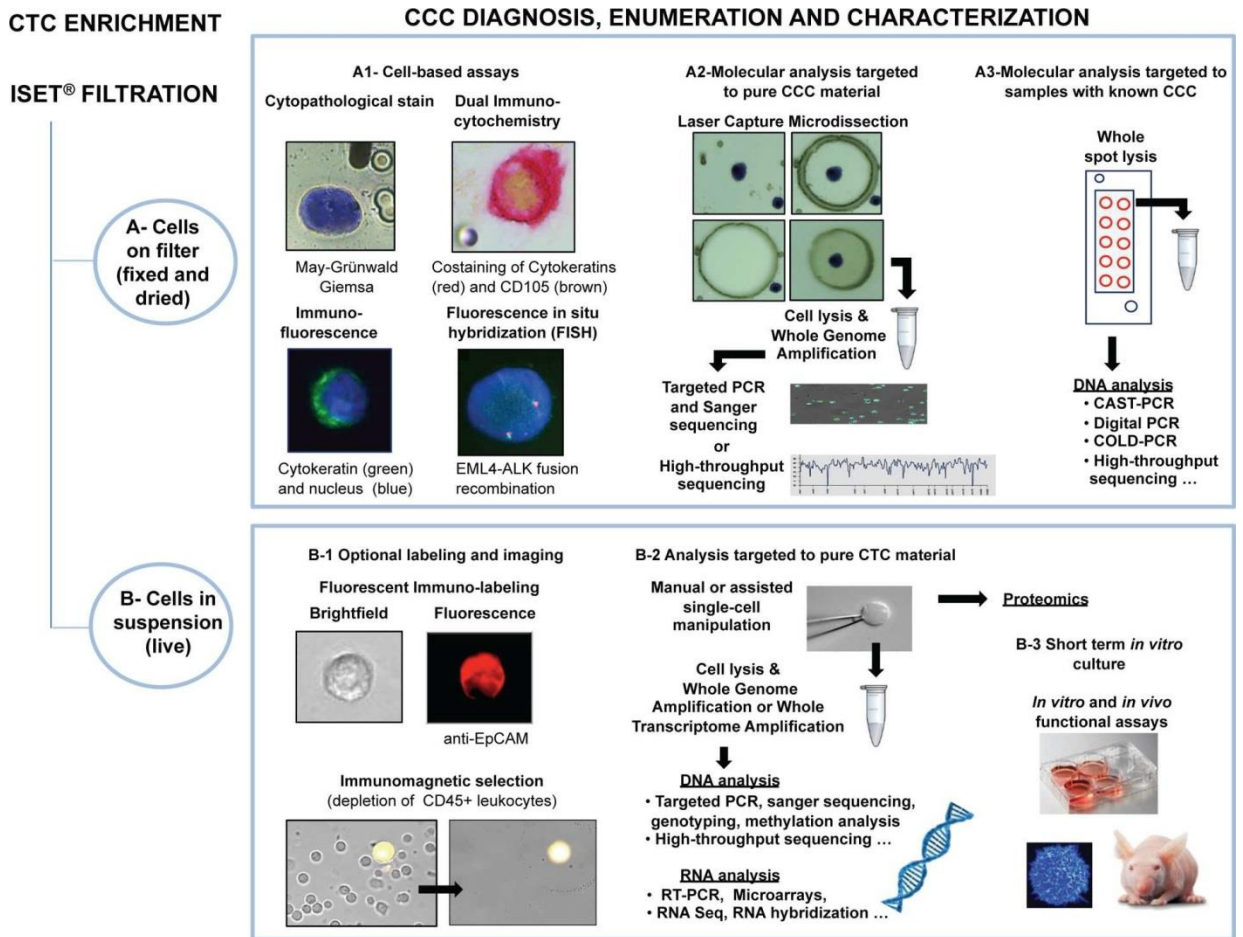 CTC ENRICHMENT
CCC DIAGNOSIS, ENUMERATION AND CHARACTERIZATION
ISET® FILTRATION
A- Cells
on filter
(fixed and
dried)
A1- Cell-based assays
Cytopathological stain
Dual Immuno-
cytochemistry
May-Grünwald
Giemsa
Costaining of Cytokeratins
(red) and CD105 (brown)
Immuno-
fluorescence
Fluorescence in situ
hybridization (FISH)
Cytokeratin (green)
and nucleus (blue)
EML4-ALK fusion
recombination
A2-Molecular analysis targeted
to pure CCC material
Laser Capture Microdissection
Cell lysis &
Whole Genome
Amplification
Targeted PCR
and Sanger
sequencing
or
High-throughput
sequencing
A3-Molecular analysis targeted to
samples with known CCC
Whole
spot lysis
DNA analysis
• CAST-PCR
• Digital PCR
• COLD-PCR
• High-throughput
sequencing ...
B- Cells in
suspension
(live)
B-1 Optional labeling and imaging
Fluorescent Immuno-labeling
Brightfield
Fluorescence
anti-EpCAM
Immunomagnetic selection
(depletion of CD45+ leukocytes)
B-2 Analysis targeted to pure CTC material
Manual or assisted
single-cell
manipulation
Proteomics
Cell lysis &
Whole Genome
Amplification or Whole
Transcriptome Amplification
DNA analysis
• Targeted PCR, sanger sequencing,
genotyping, methylation analysis
• High-throughput sequencing ...
RNA analysis
• RT-PCR, Microarrays,
• RNA Seq, RNA hybridization ...
B-3 Short term in vitro
culture
In vitro and in vivo
functional assays